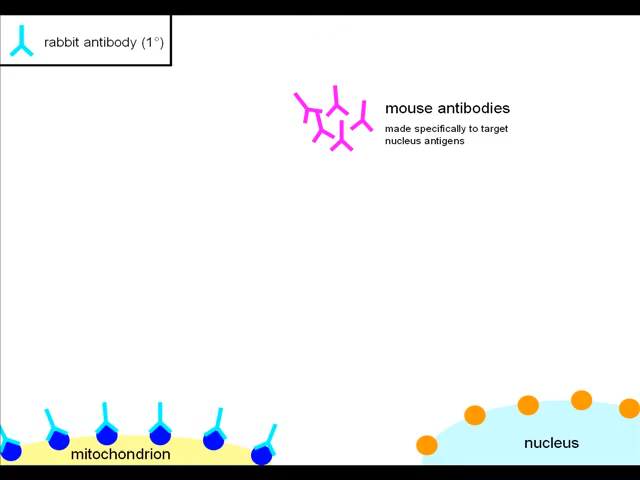 rabbit antibody (1°)
mouse antibodies
made specifically to target
nucleus antigens
nucleus
mitochondrion